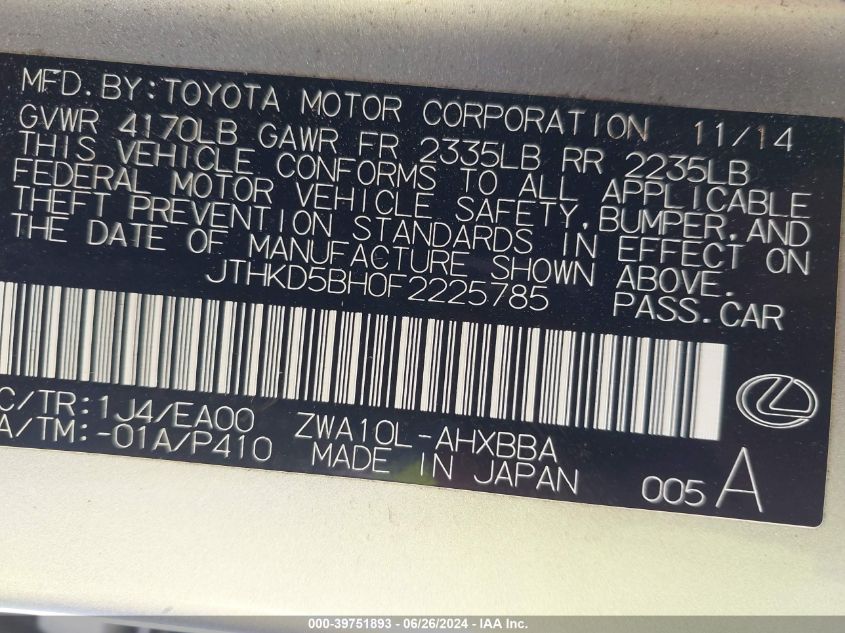 MFD.BY:TOYOTA MOTOR CORPORATION 11/14
GVWR 4170LB GAWR FR 2335LB RR 2235LB
THIS VEHICLE CONFORMS TO ALL APPLICABLE
FEDERAL MOTOR VEHICLE SAFETY,BUMPER,AND
THEFT PREVENTION STANDARDS IN EFFECT ON
THE DATE OF MANUFACTURE SHOWN ABOVE.
JTHKD5BH0F2225785 PASS.CAR
C/TR:1J4/EA00 ZWA10L-AHXBBA
A/TM:-01A/P410 MADE IN JAPAN 005 A
000-39751893 - 06/26/2024 - IAA Inc.